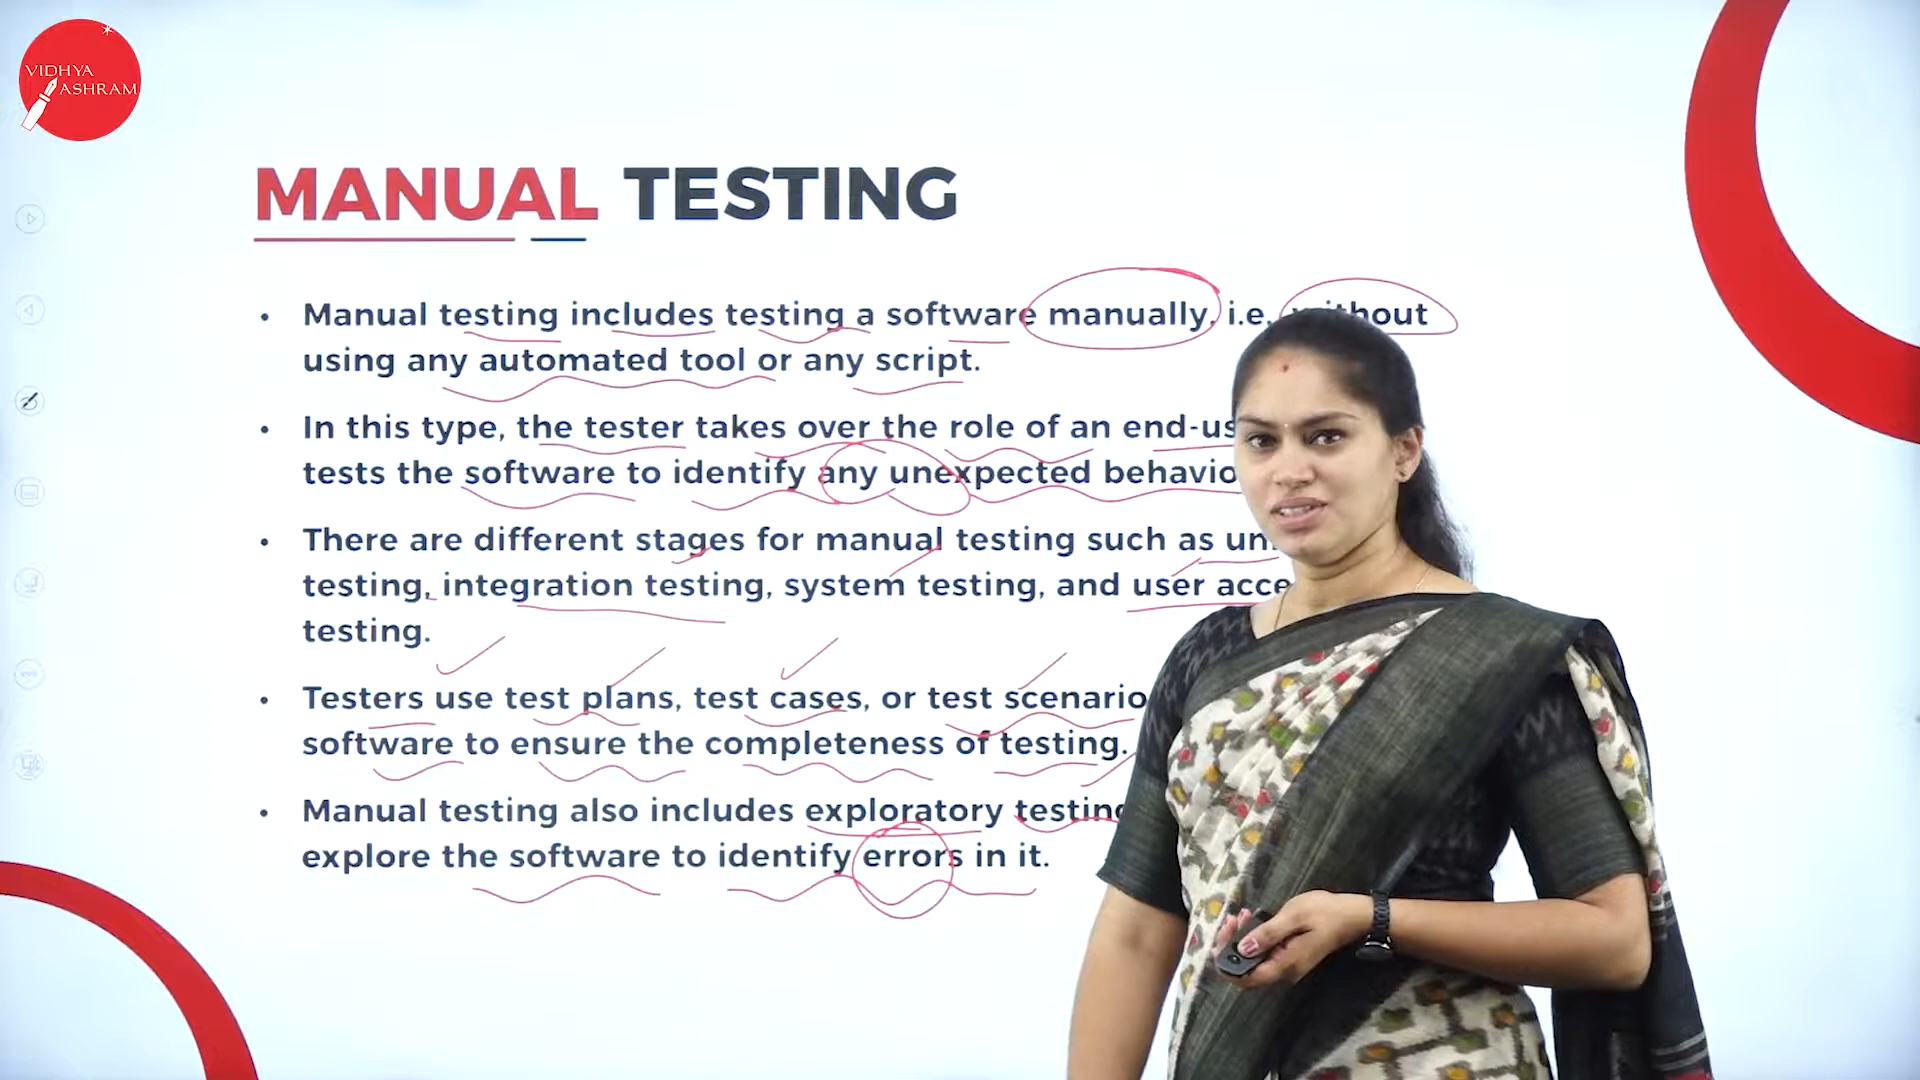 VIDHYA
ASHRAM
MANUAL TESTING
• Manual testing includes testing a software manually, i.e. without
using any automated tool or any script.
• In this type, the tester takes over the role of an
tests the software to identify any unexpected
• There are different stages for manual testing such as
testing, integration testing, system testing, and user
testing.
• Testers use test plans, test cases, or test
software to ensure the completeness of testing.
• Manual testing also includes exploratory
explore the software to identify errors in it.